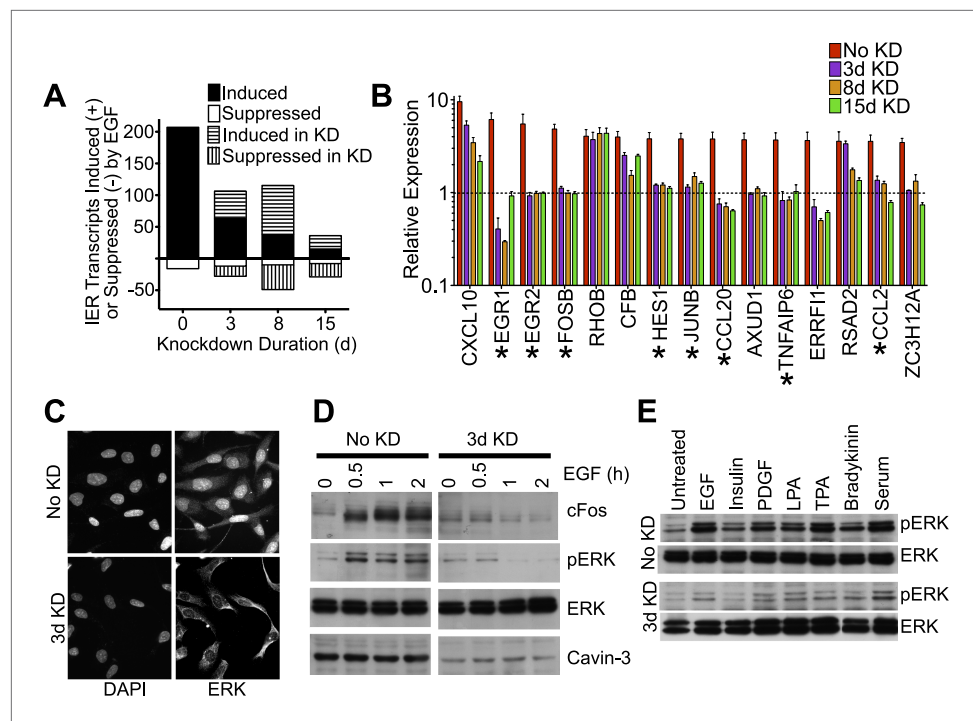 A
IER Transcripts Induced (+)
or Suppressed (-) by EGF
200
150
100
50
0
-50
0 3 8 15
Knockdown Duration (d)
Induced
Suppressed
Induced in KD
Suppressed in KD
B
No KD
3d KD
8d KD
15d KD
Relative Expression
10
1
0.1
CXCL10
*EGR1
*EGR2
*FOSB
RHOB
CFB
*HES1
*JUNB
*CCL20
AXUD1
*TNFAIP6
ERRFI1
RSAD2
*CCL2
ZC3H12A
C
No KD
3d KD
DAPI ERK
D
No KD 3d KD
0 0.5 1 2 0 0.5 1 2 EGF (h)
cFos
pERK
ERK
Cavin-3
E
Untreated
EGF
Insulin
PDGF
LPA
TPA
Bradykinin
Serum
No KD
pERK
ERK
3d KD
pERK
ERK